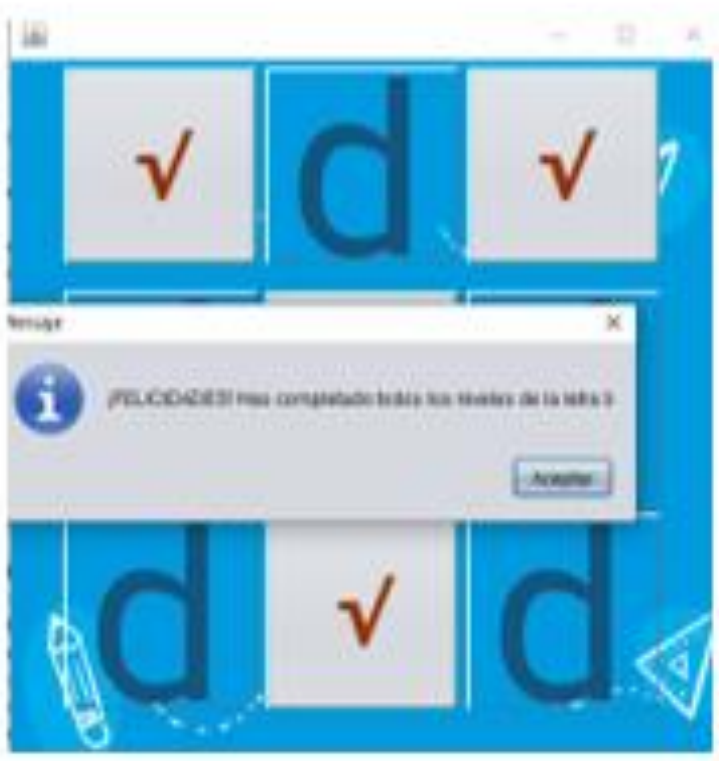 √ d √
Mensaje
¡FELICIDADES! Has completado todos los niveles de la letra
Aceptar
d √ d